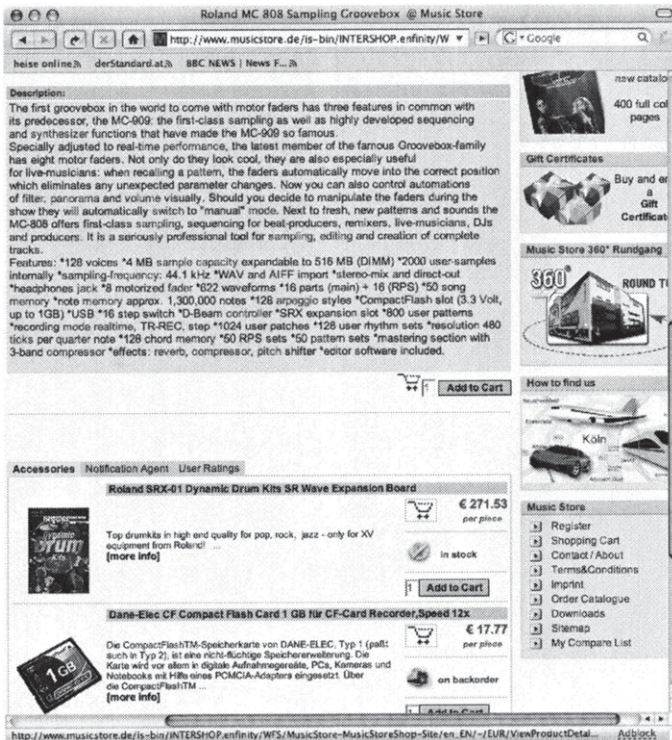 Roland MC 808 Sampling Groovebox @ Music Store
http://www.musicstore.de/is-bin/INTERSHOP.enfinity/W
Google
heise online derStandard.at BBC NEWS | News F...
Description:
The first groovebox in the world to come with motor faders has three features in common with
its predecessor, the MC-909: the first-class sampling as well as highly developed sequencing
and synthesizer functions that have made the MC-909 so famous.
Specially adjusted to real-time performance, the latest member of the famous Groovebox-family
has eight motor faders. Not only do they look cool, they are also especially useful
for live-musicians: when recalling a pattern, the faders automatically move into the correct position
which eliminates any unexpected parameter changes. Now you can also control automations
of filter, panorama and volume visually. Should you decide to manipulate the faders during the
show they will automatically switch to "manual" mode. Next to fresh, new patterns and sounds the
MC-808 offers first-class sampling, sequencing for beat-producers, remixers, live-musicians, DJs
and producers. It is a seriously professional tool for sampling, editing and creation of complete
tracks.
Features: *128 voices *4 MB sample capacity expandable to 516 MB (DIMM) *2000 user-samples
internally *sampling-frequency: 44.1 kHz *WAV and AIFF import *stereo-mix and direct-out
*headphones jack *8 motorized fader *622 waveforms *16 parts (main) + 16 (RPS) *50 song
memory *note memory approx. 1,300,000 notes *128 arpoggio styles *CompactFlash slot (3.3 Volt,
up to 1GB) *USB *16 step switch *D-Beam controller *SRX expansion slot *800 user patterns
*recording mode realtime, TR-REC, step *1024 user patches *128 user rhythm sets *resolution 480
ticks per quarter note *128 chord memory *50 RPS sets *50 pattern sets *mastering section with
3-band compressor *effects: reverb, compressor, pitch shifter *editor software included.
1 Add to Cart
Accessories Notification Agent User Ratings
Roland SRX-01 Dynamic Drum Kits SR Wave Expansion Board
Top drumkits in high end quality for pop, rock, jazz - only for XV
equipment from Roland! ...
[more info]
€ 271.53
per piece
in stock
1 Add to Cart
Dane-Elec CF Compact Flash Card 1 GB für CF-Card Recorder,Speed 12x
1 GB
Die CompactFlashTM-Speicherkarte von DANE-ELEC, Typ 1 (paßt
auch in Typ 2), ist eine nicht-flüchtige Speichererweiterung. Die
Karte wird vor allem in digitale Aufnahmegeräte, PCs, Kameras und
Notebooks mit Hilfe eines PCMCIA-Adapters eingesetzt. Über
die CompactFlashTM ...
[more info]
€ 17.77
per piece
on backorder
1 Add to Cart
new catalo
400 full col
pages
Gift Certificates
Buy and en
a
Gift
Certificat
Music Store 360° Rundgang
360°
ROUND T
How to find us
Köln
Music Store
Register
Shopping Cart
Contact / About
Terms&Conditions
Imprint
Order Catalogue
Downloads
Sitemap
My Compare List
http://www.musicstore.de/is-bin/INTERSHOP.enfinity/WFS/MusicStore-MusicStoreShop-Site/en_EN/-/EUR/ViewProductDetail... Adblock